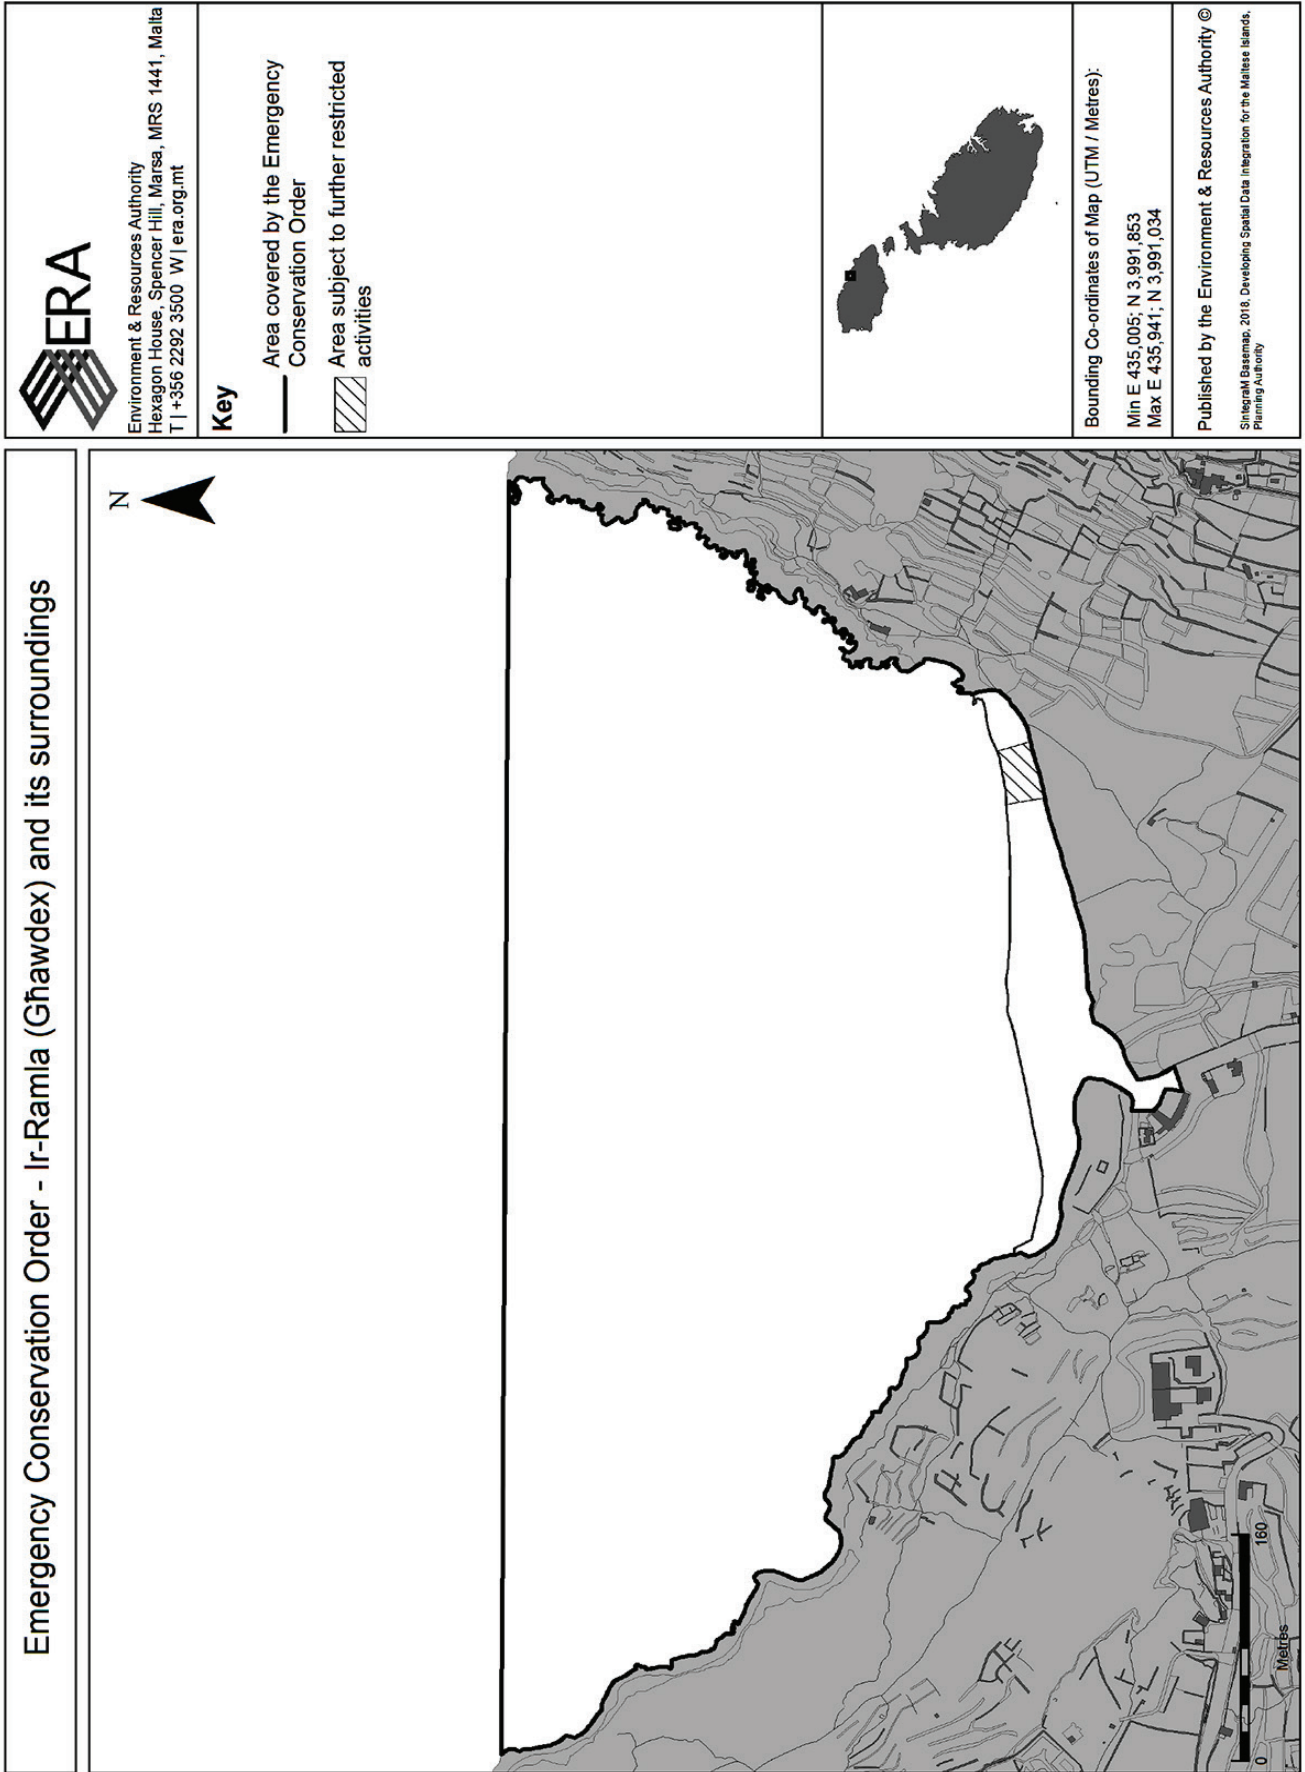 Emergency Conservation Order - Ir-Ramla (Għawdex) and its surroundings
N
0
160
Metres
ERA
Environment & Resources Authority
Hexagon House, Spencer Hill, Marsa, MRS 1441, Malta
T | +356 2292 3500 W | era.org.mt
Key
Area covered by the Emergency
Conservation Order
Area subject to further restricted
activities
Bounding Co-ordinates of Map (UTM / Metres):
Min E 435,005; N 3,991,853
Max E 435,941; N 3,991,034
Published by the Environment & Resources Authority ©
SintegraM Basemap, 2018, Developing Spatial Data Integration for the Maltese Islands,
Planning Authority